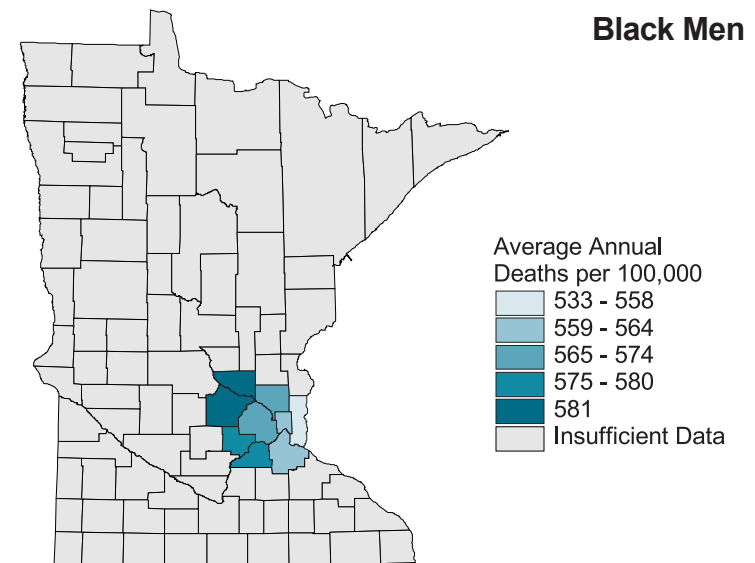 Black Men
Average Annual
Deaths per 100,000
533 - 558
559 - 564
565 - 574
575 - 580
581
Insufficient Data